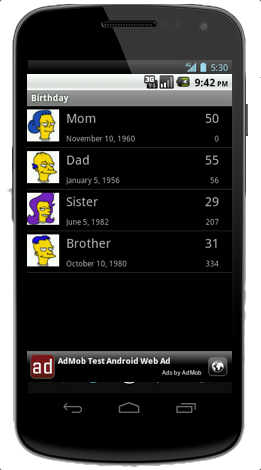 4G 5:30
3G 9:42 PM
Birthday
Mom 50
November 10, 1960 0
Dad 55
January 5, 1956 56
Sister 29
June 5, 1982 207
Brother 31
October 10, 1980 334
ad AdMob Test Android Web Ad
Ads by AdMob